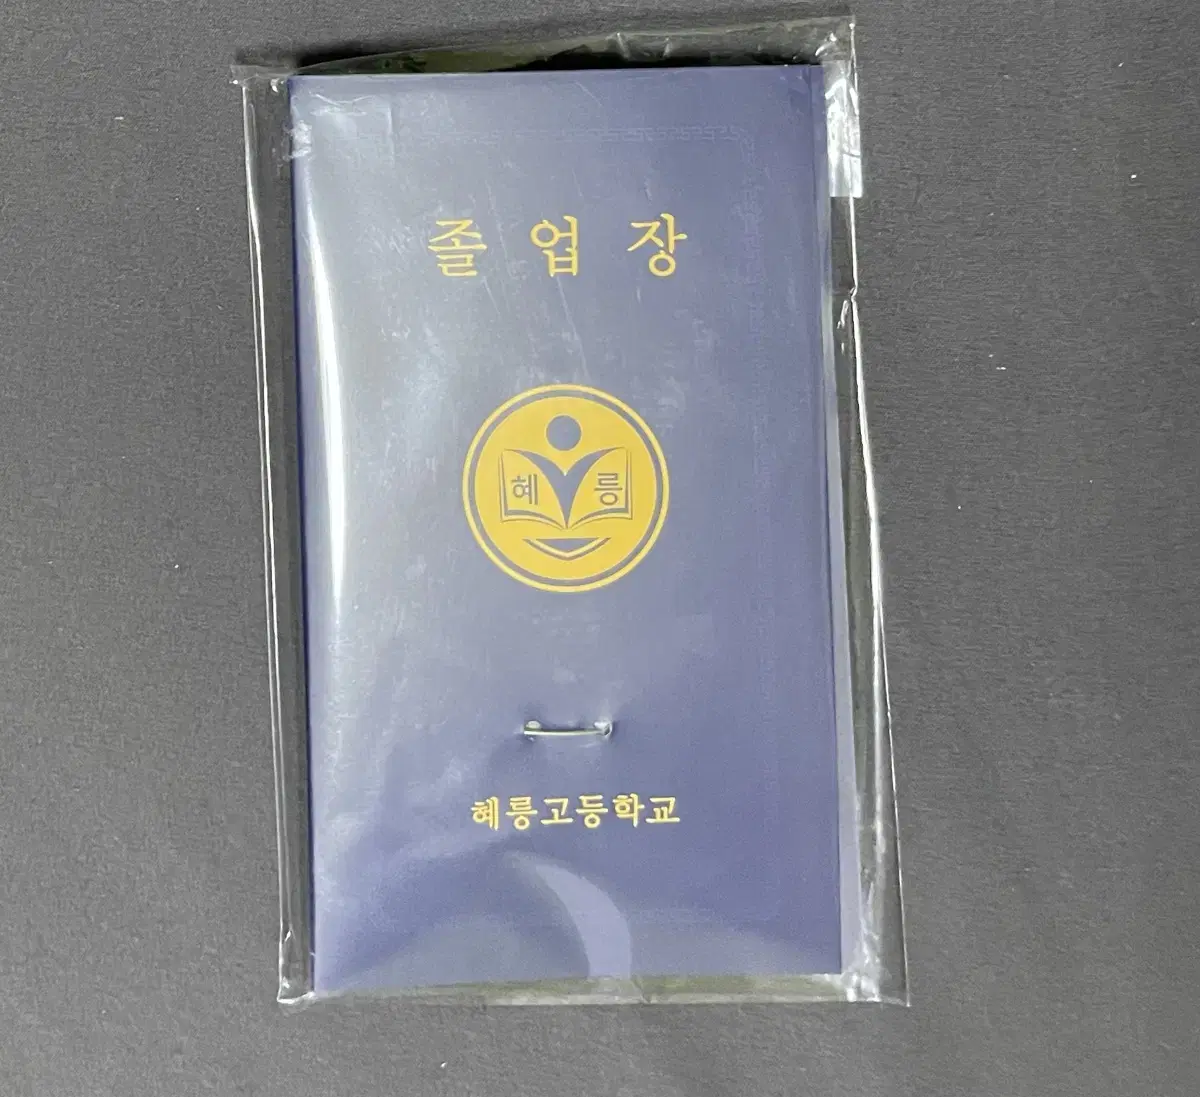 졸 업 장
혜 릉
혜릉고등학교